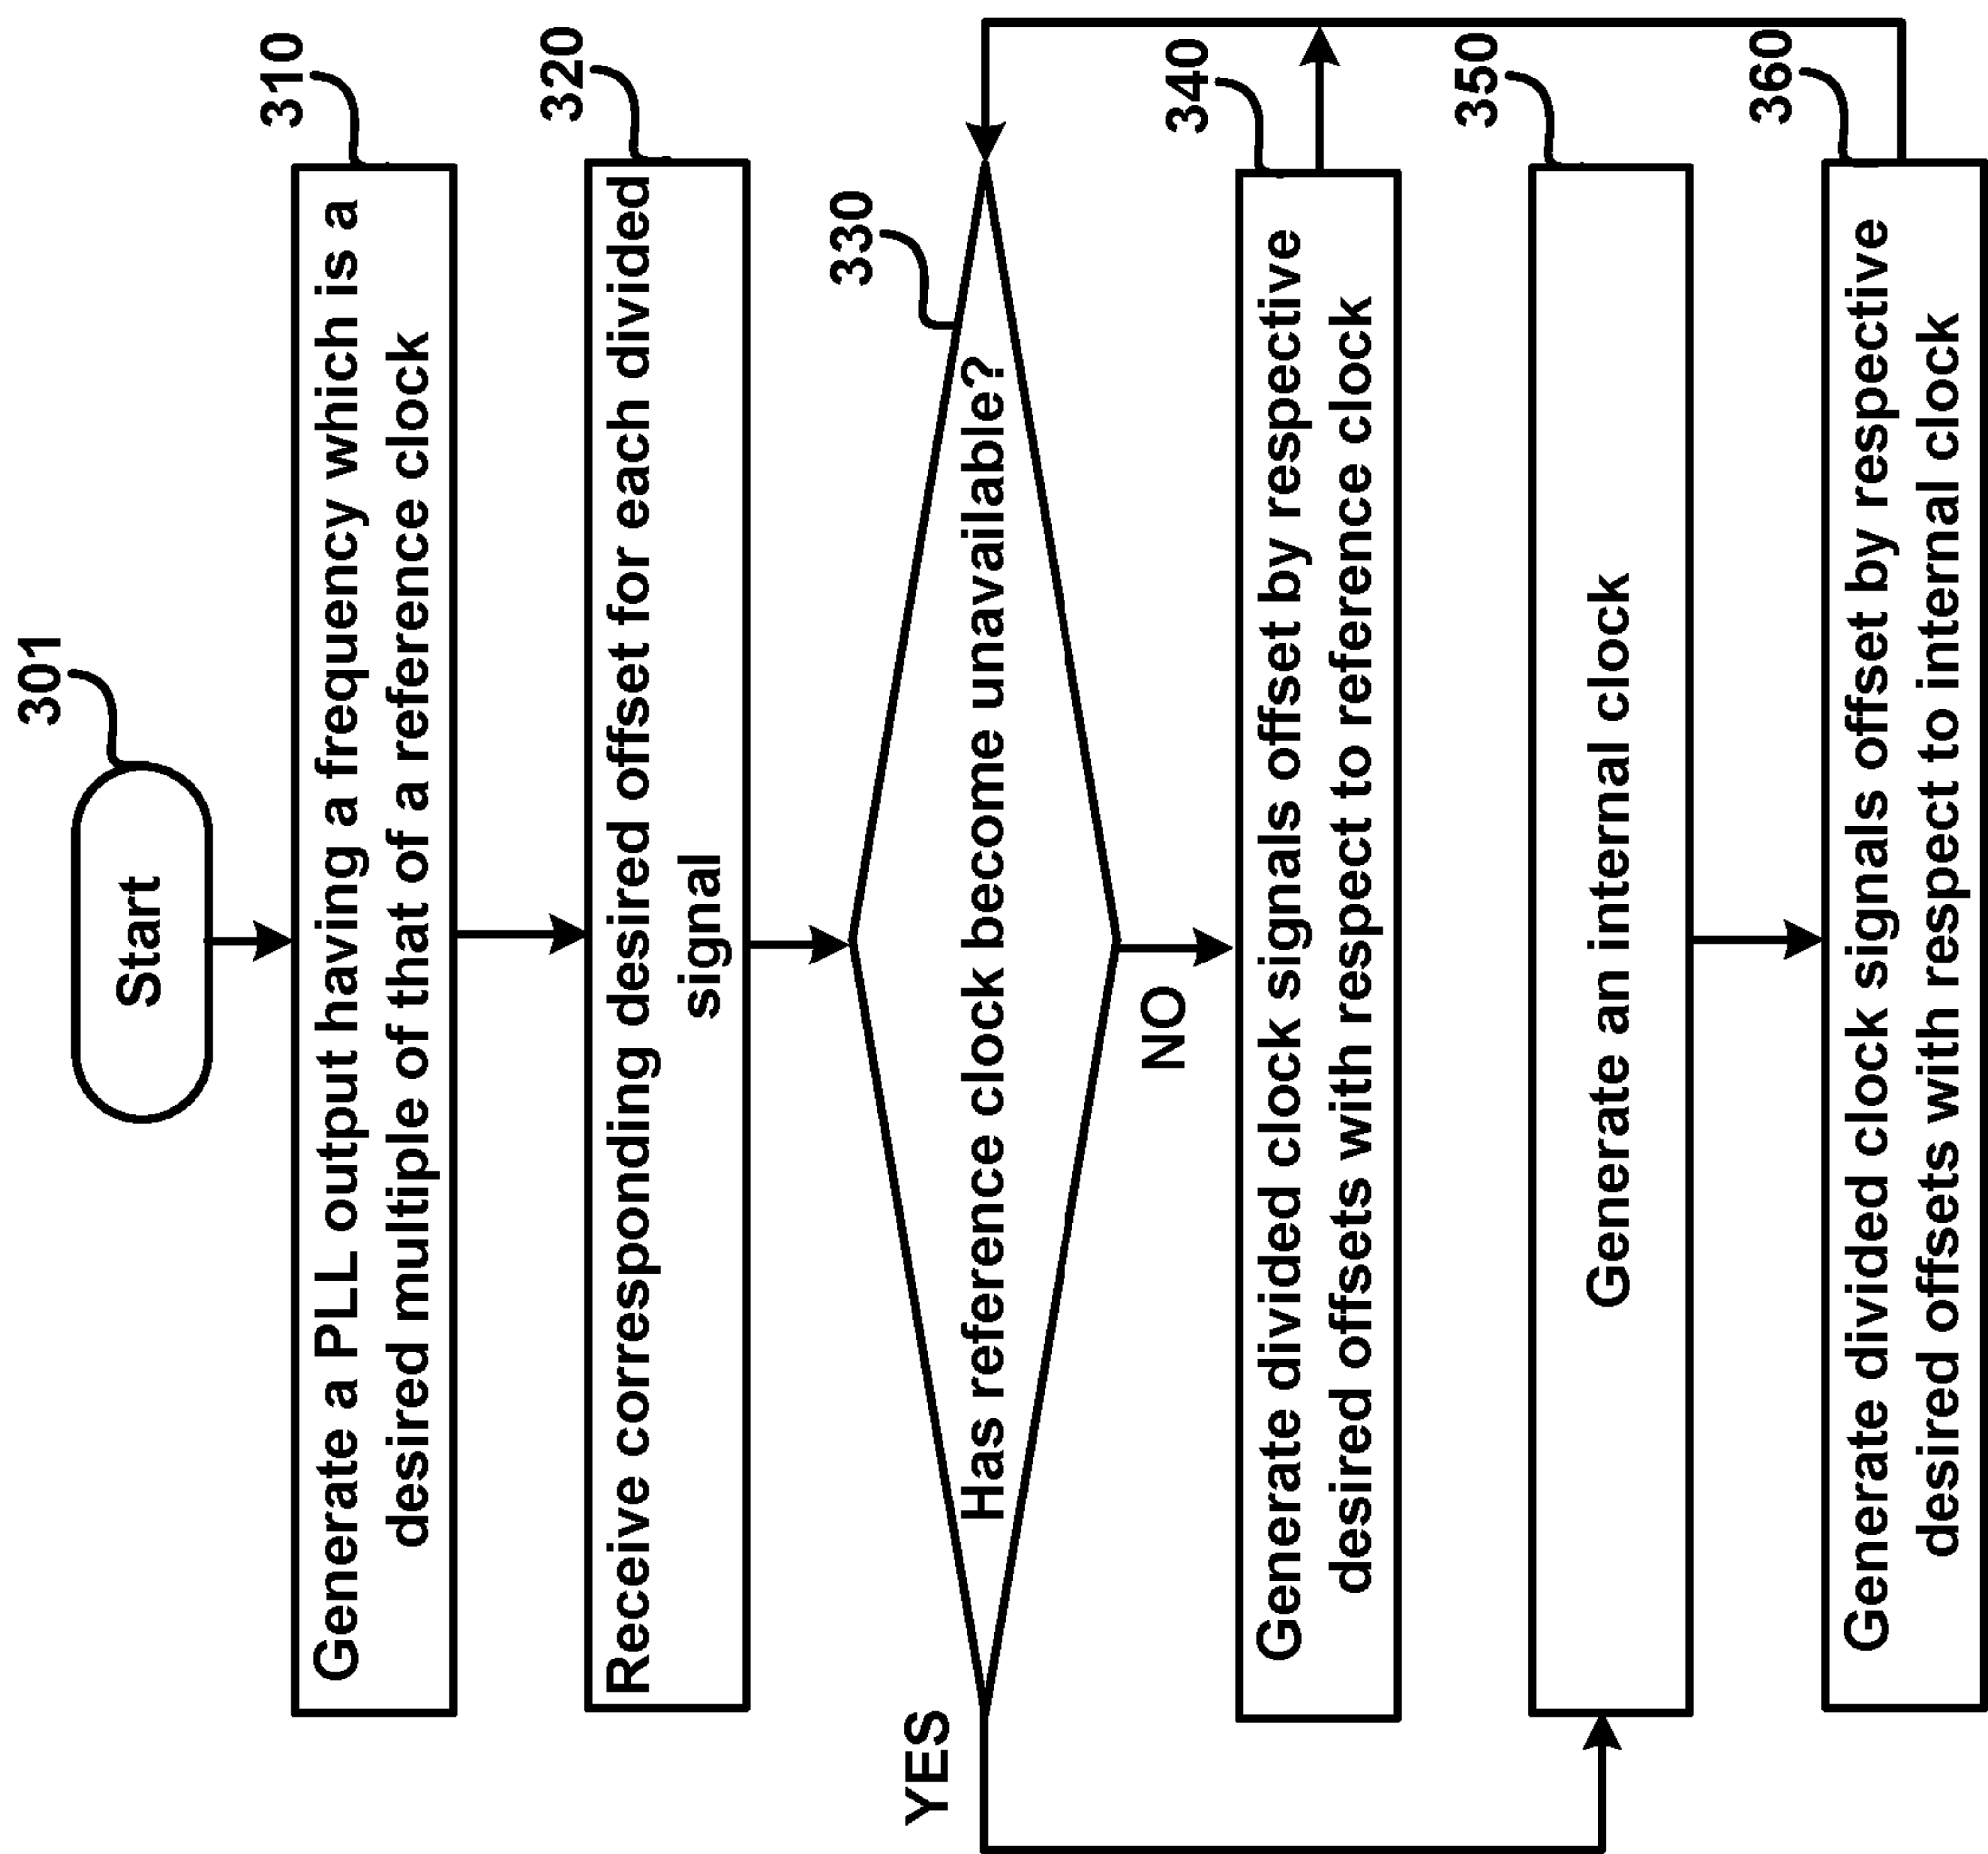 301
Start
310
Generate a PLL output having a frequency which is a
desired multiple of that of a reference clock
320
Receive corresponding desired offset for each divided
signal
330
Has reference clock become unavailable?
YES
NO
340
Generate divided clock signals offset by respective
desired offsets with respect to reference clock
350
Generate an internal clock
360
Generate divided clock signals offset by respective
desired offsets with respect to internal clock